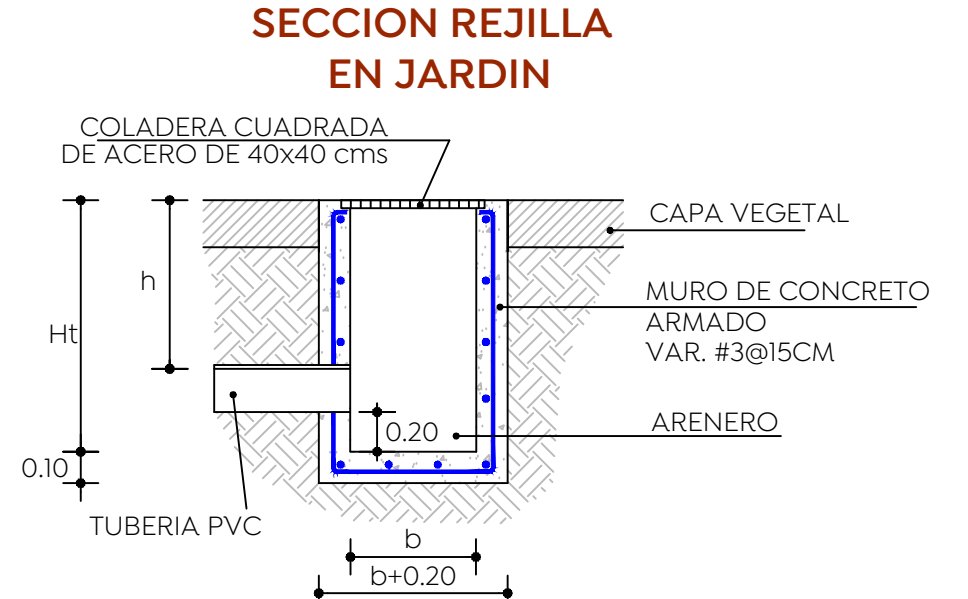 SECCION REJILLA
EN JARDIN
COLADERA CUADRADA
DE ACERO DE 40x40 cms
CAPA VEGETAL
h
MURO DE CONCRETO
ARMADO
VAR. #3@15CM
Ht
ARENERO
0.20
0.10
TUBERIA PVC
b
b+0.20